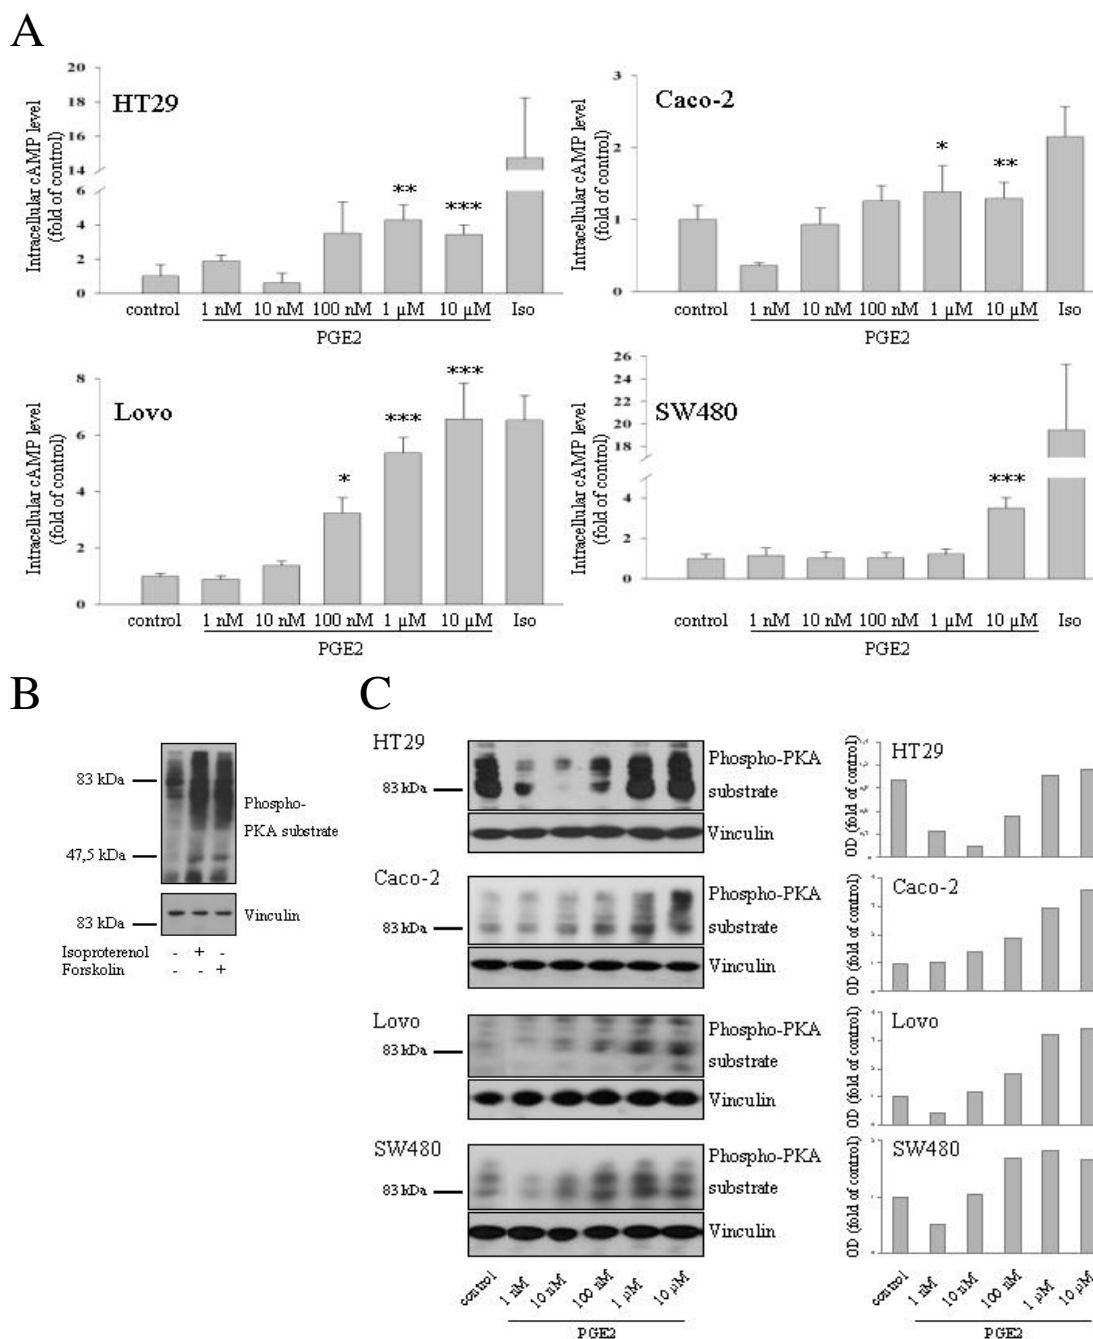 A
HT29
Intracellular cAMP level
(fold of control)
20
18
16
14
6
4
2
0
** ***
control 1 nM 10 nM 100 nM 1 µM 10 µM Iso
PGE2
Caco-2
Intracellular cAMP level
(fold of control)
3
2
1
0
* **
control 1 nM 10 nM 100 nM 1 µM 10 µM Iso
PGE2
Lovo
Intracellular cAMP level
(fold of control)
8
6
4
2
0
* *** ***
control 1 nM 10 nM 100 nM 1 µM 10 µM Iso
PGE2
SW480
Intracellular cAMP level
(fold of control)
26
24
22
20
18
4
2
0
***
control 1 nM 10 nM 100 nM 1 µM 10 µM Iso
PGE2
B
83 kDa
47,5 kDa
Phospho-
PKA substrate
83 kDa
Vinculin
Isoproterenol - + -
Forskolin - - +
C
HT29
83 kDa
Phospho-PKA
substrate
Vinculin
Caco-2
83 kDa
Phospho-PKA
substrate
Vinculin
Lovo
83 kDa
Phospho-PKA
substrate
Vinculin
SW480
83 kDa
Phospho-PKA
substrate
Vinculin
control 1 nM 10 nM 100 nM 1 µM 10 µM
PGE2
HT29
OD (fold of control)
Caco-2
OD (fold of control)
Lovo
OD (fold of control)
SW480
OD (fold of control)
control 1 nM 10 nM 100 nM 1 µM 10 µM
PGE2